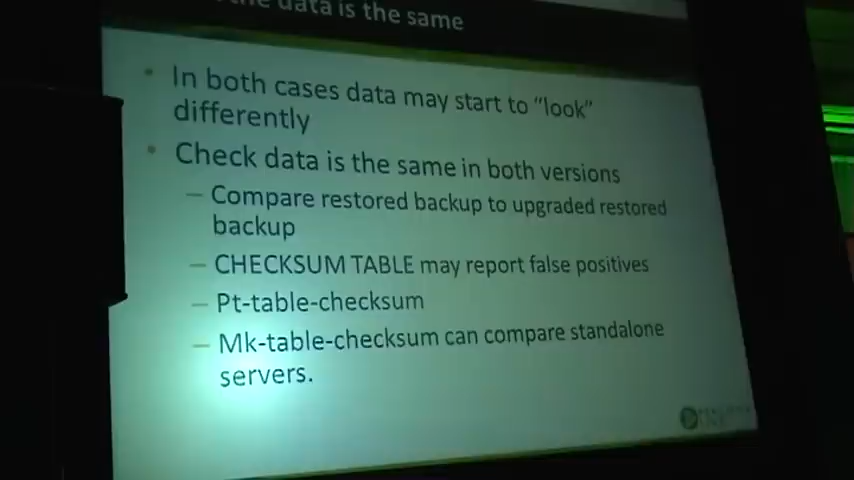 the data is the same
• In both cases data may start to “look”
differently
• Check data is the same in both versions
– Compare restored backup to upgraded restored
backup
– CHECKSUM TABLE may report false positives
– Pt-table-checksum
– Mk-table-checksum can compare standalone
servers.